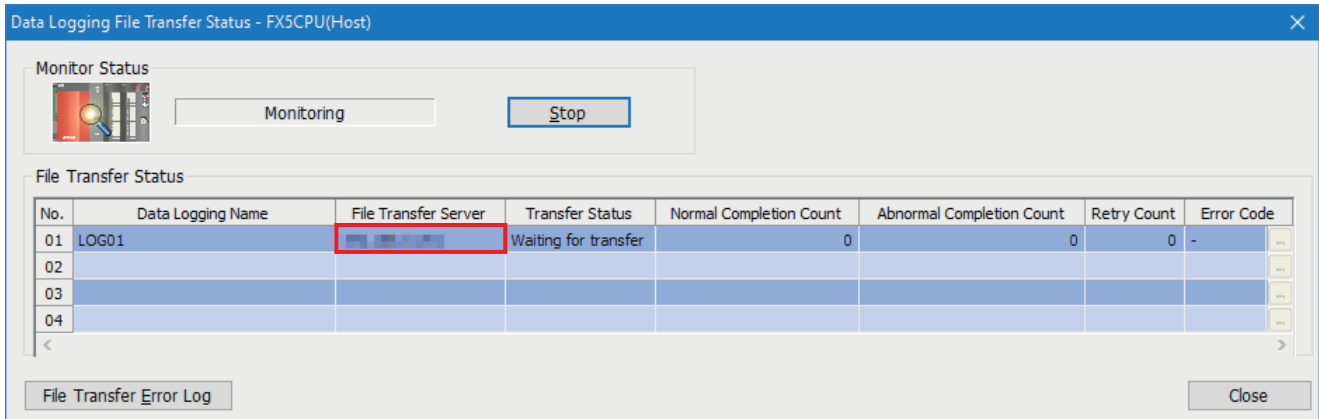 Data Logging File Transfer Status - FX5CPU(Host)
Monitor Status
Monitoring
Stop
File Transfer Status
No. Data Logging Name File Transfer Server Transfer Status Normal Completion Count Abnormal Completion Count Retry Count Error Code
01 LOG01 Waiting for transfer 0 0 0 - ...
02 ...
03 ...
04 ...
File Transfer Error Log Close